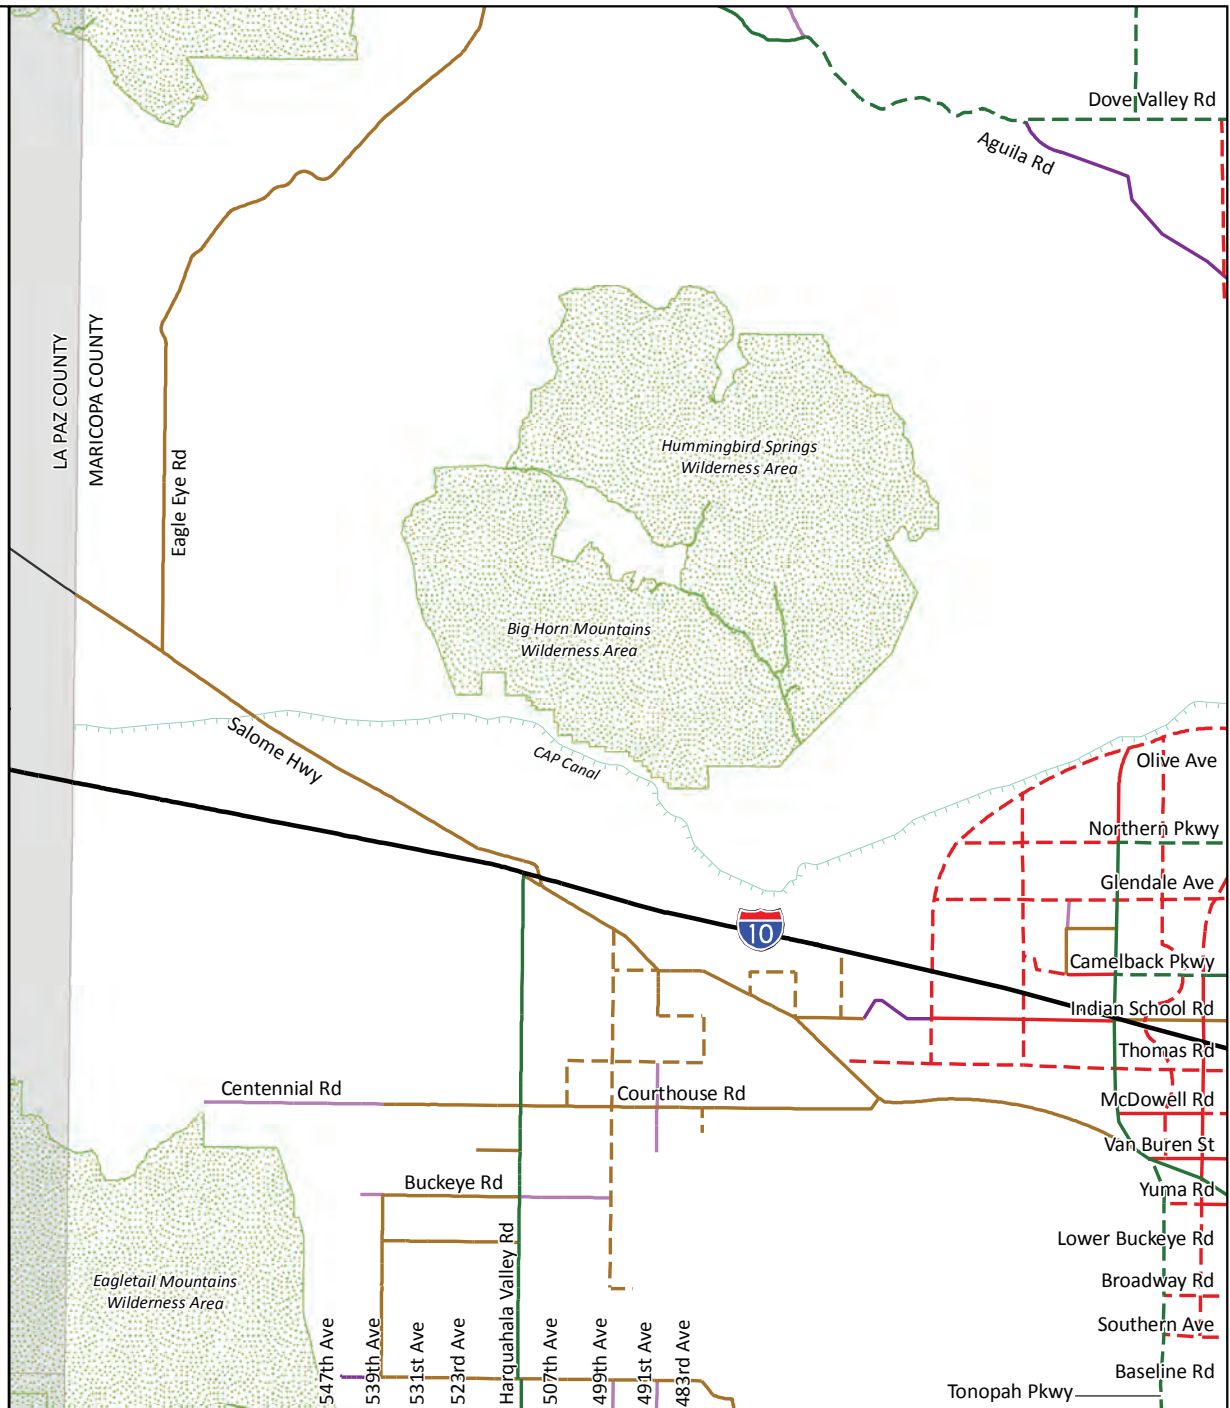 Dove Valley Rd
Aguila Rd
LA PAZ COUNTY
MARICOPA COUNTY
Eagle Eye Rd
Hummingbird Springs
Wilderness Area
Big Horn Mountains
Wilderness Area
Salome Hwy
CAP Canal
Olive Ave
Northern Pkwy
Glendale Ave
10
Camelback Pkwy
Indian School Rd
Thomas Rd
Centennial Rd
Courthouse Rd
McDowell Rd
Van Buren St
Buckeye Rd
Yuma Rd
Harquahala Valley Rd
Lower Buckeye Rd
Eagletail Mountains
Wilderness Area
Broadway Rd
Southern Ave
547th Ave
539th Ave
531st Ave
523rd Ave
507th Ave
499th Ave
491st Ave
483rd Ave
Baseline Rd
Tonopah Pkwy